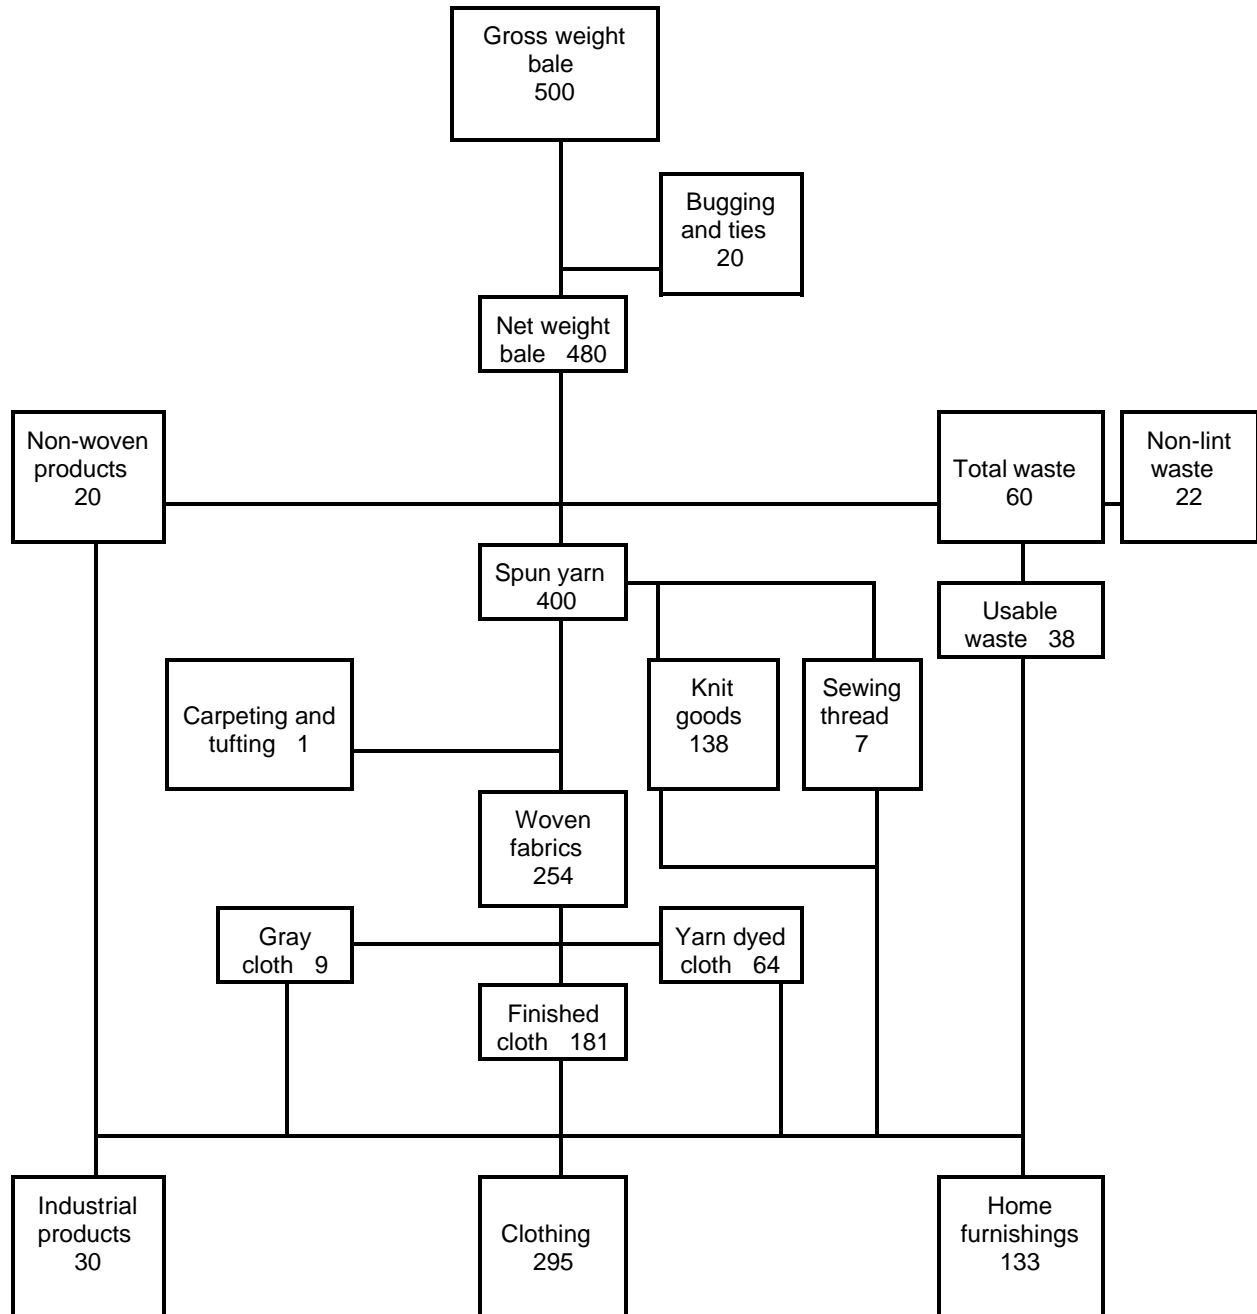 Gross weight
bale
500
Bugging
and ties
20
Net weight
bale 480
Non-woven
products
20
Total waste
60
Non-lint
waste
22
Spun yarn
400
Usable
waste 38
Carpeting and
tufting 1
Knit
goods
138
Sewing
thread
7
Woven
fabrics
254
Gray
cloth 9
Yarn dyed
cloth 64
Finished
cloth 181
Industrial
products
30
Clothing
295
Home
furnishings
133